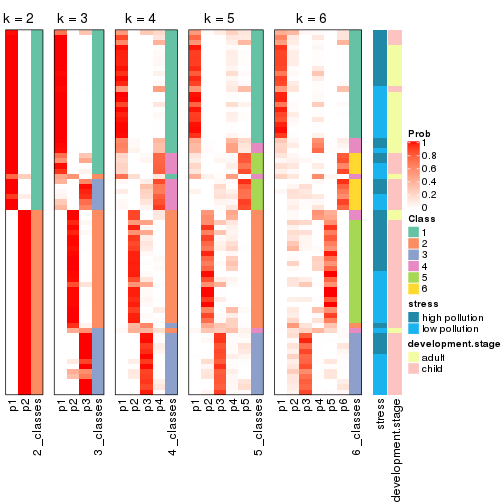 k = 2 k = 3 k = 4 k = 5 k = 6
p1 p2 2_classes p1 p2 p3 3_classes p1 p2 p3 p4 4_classes p1 p2 p3 p4 p5 5_classes p1 p2 p3 p4 p5 p6 6_classes stress development.stage
Prob
1
0.8
0.6
0.4
0.2
0
Class
1
2
3
4
5
6
stress
high pollution
low pollution
development.stage
adult
child